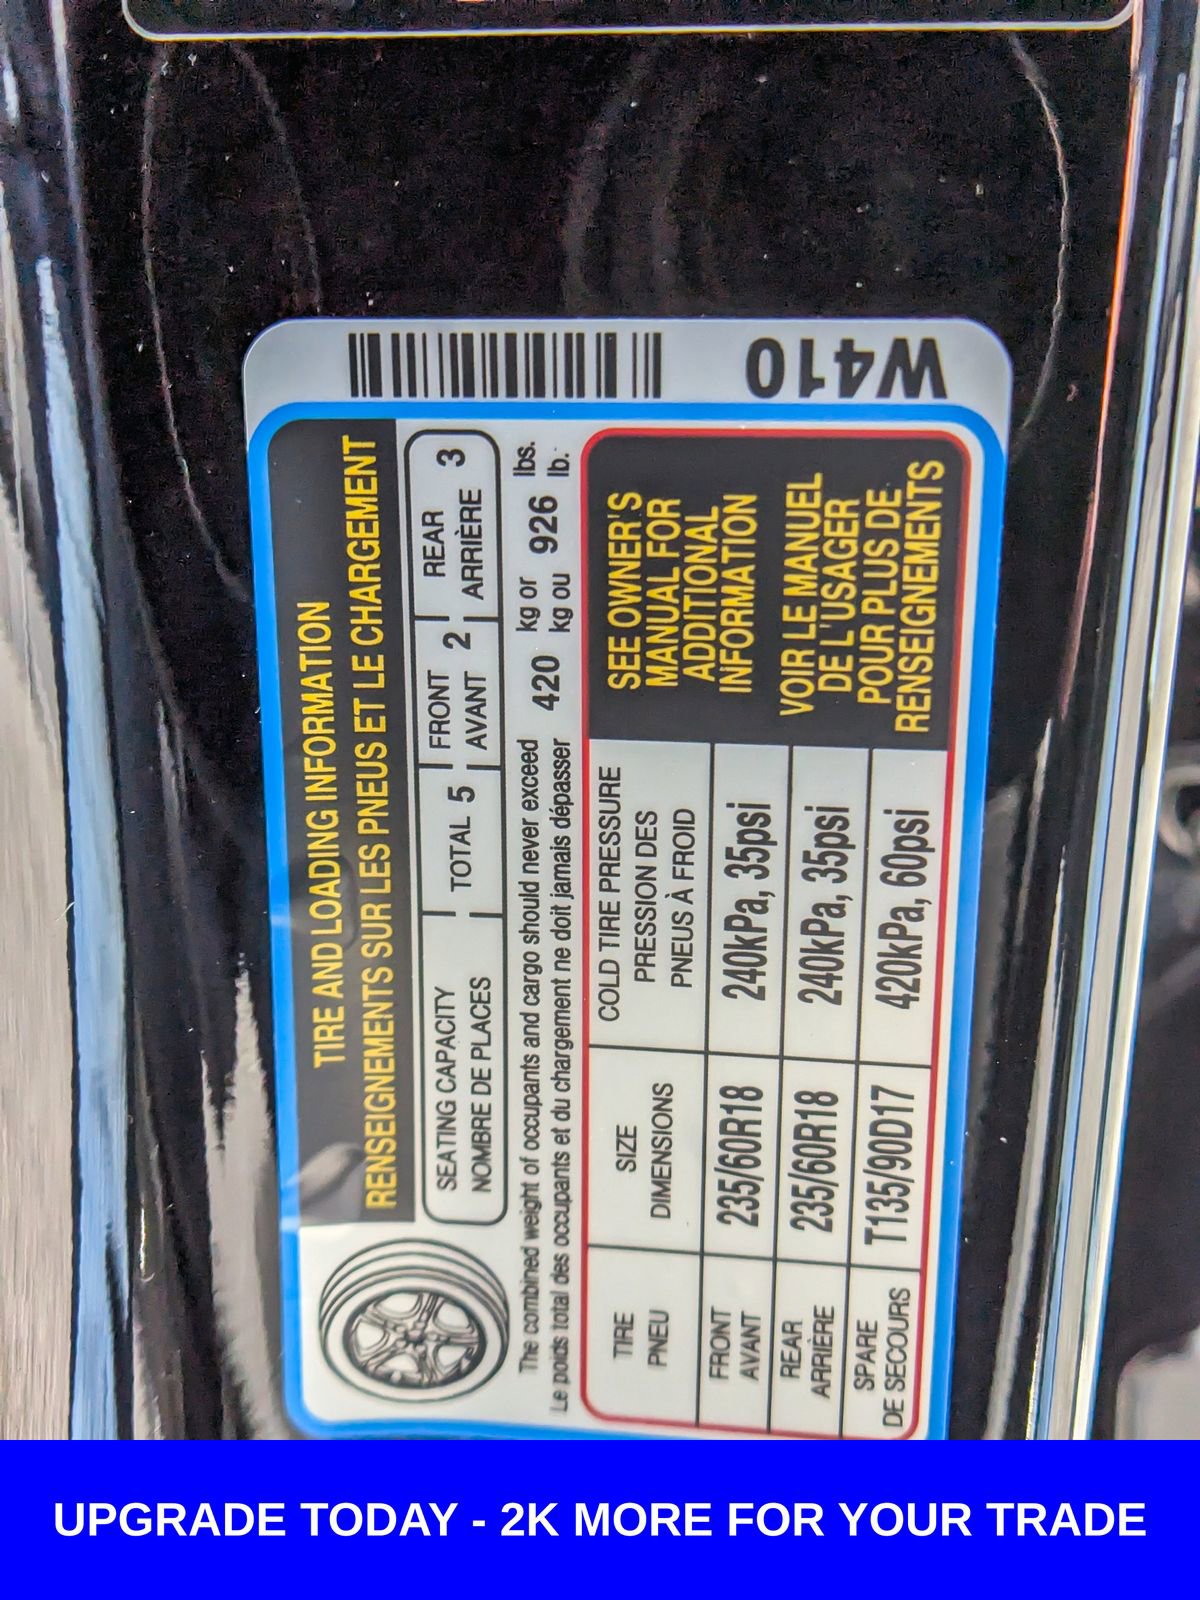 TIRE AND LOADING INFORMATION
RENSEIGNEMENTS SUR LES PNEUS ET LE CHARGEMENT
SEATING CAPACITY
NOMBRE DE PLACES
TOTAL 5
FRONT
AVANT 2
REAR
ARRIÈRE 3
The combined weight of occupants and cargo should never exceed 420 kg or 926 lbs.
Le poids total des occupants et du chargement ne doit jamais dépasser kg ou lb.
TIRE
PNEU
SIZE
DIMENSIONS
COLD TIRE PRESSURE
PRESSION DES
PNEUS À FROID
FRONT
AVANT
235/60R18
240kPa, 35psi
REAR
ARRIÈRE
235/60R18
240kPa, 35psi
SPARE
DE SECOURS
T135/90D17
420kPa, 60psi
SEE OWNER'S
MANUAL FOR
ADDITIONAL
INFORMATION
VOIR LE MANUEL
DE L'USAGER
POUR PLUS DE
RENSEIGNEMENTS
W410
UPGRADE TODAY - 2K MORE FOR YOUR TRADE